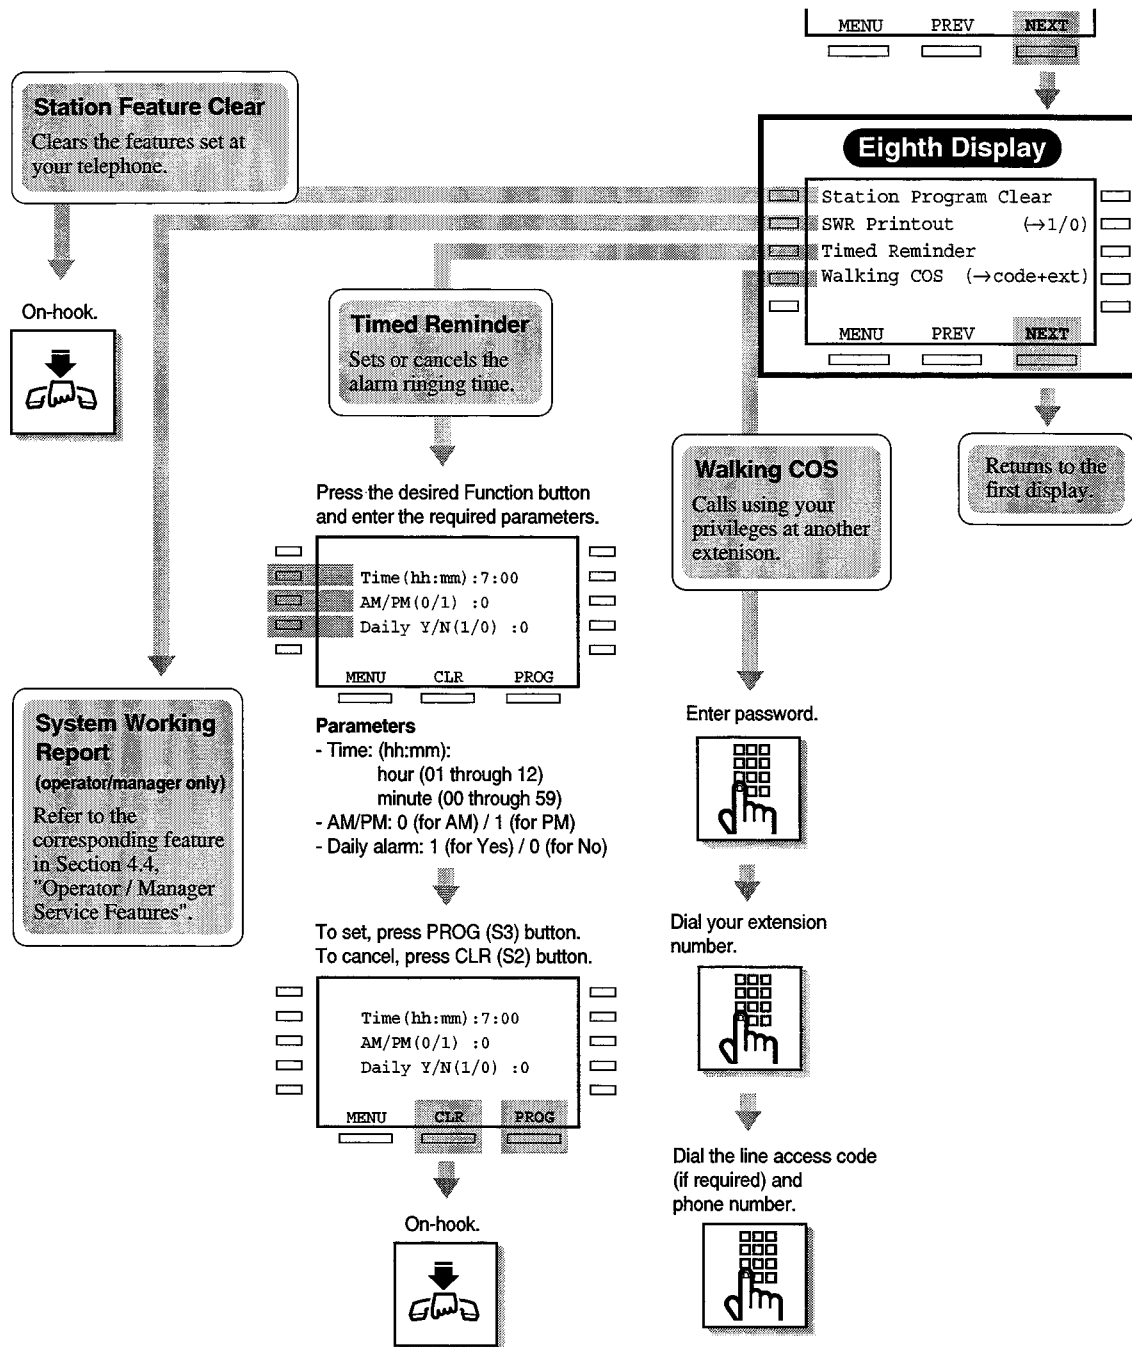 MENU PREV NEXT
Station Feature Clear
Clears the features set at
your telephone.
On-hook.
Eighth Display
Station Program Clear
SWR Printout (→1/0)
Timed Reminder
Walking COS (→code+ext)
MENU PREV NEXT
Returns to the
first display.
Timed Reminder
Sets or cancels the
alarm ringing time.
Press the desired Function button
and enter the required parameters.
Time(hh:mm):7:00
AM/PM(0/1) :0
Daily Y/N(1/0) :0
MENU CLR PROG
Parameters
- Time: (hh:mm):
hour (01 through 12)
minute (00 through 59)
- AM/PM: 0 (for AM) / 1 (for PM)
- Daily alarm: 1 (for Yes) / 0 (for No)
To set, press PROG (S3) button.
To cancel, press CLR (S2) button.
Time(hh:mm):7:00
AM/PM(0/1) :0
Daily Y/N(1/0) :0
MENU CLR PROG
On-hook.
Walking COS
Calls using your
privileges at another
extenison.
Enter password.
Dial your extension
number.
Dial the line access code
(if required) and
phone number.
System Working
Report
(operator/manager only)
Refer to the
corresponding feature
in Section 4.4,
"Operator / Manager
Service Features".